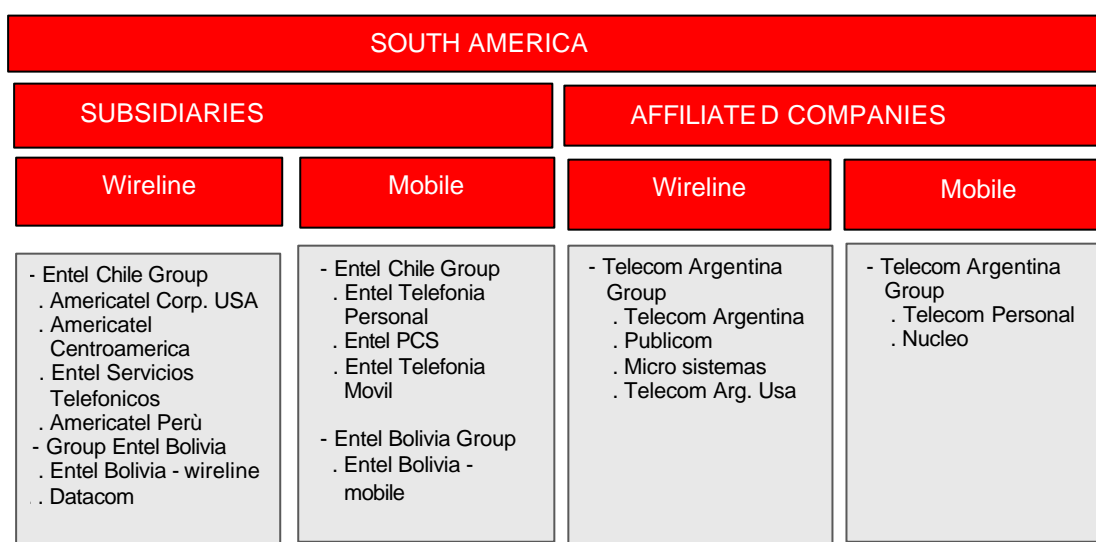 SOUTH AMERICA
SUBSIDIARIES
AFFILIATED COMPANIES
Wireline
Mobile
Wireline
Mobile
- Entel Chile Group
. Americatel Corp. USA
. Americatel
Centroamerica
. Entel Servicios
Telefonicos
. Americatel Perù
- Group Entel Bolivia
. Entel Bolivia - wireline
. Datacom
- Entel Chile Group
. Entel Telefonia
Personal
. Entel PCS
. Entel Telefonia
Movil
- Entel Bolivia Group
. Entel Bolivia -
mobile
- Telecom Argentina
Group
. Telecom Argentina
. Publicom
. Micro sistemas
. Telecom Arg. Usa
- Telecom Argentina
Group
. Telecom Personal
. Nucleo